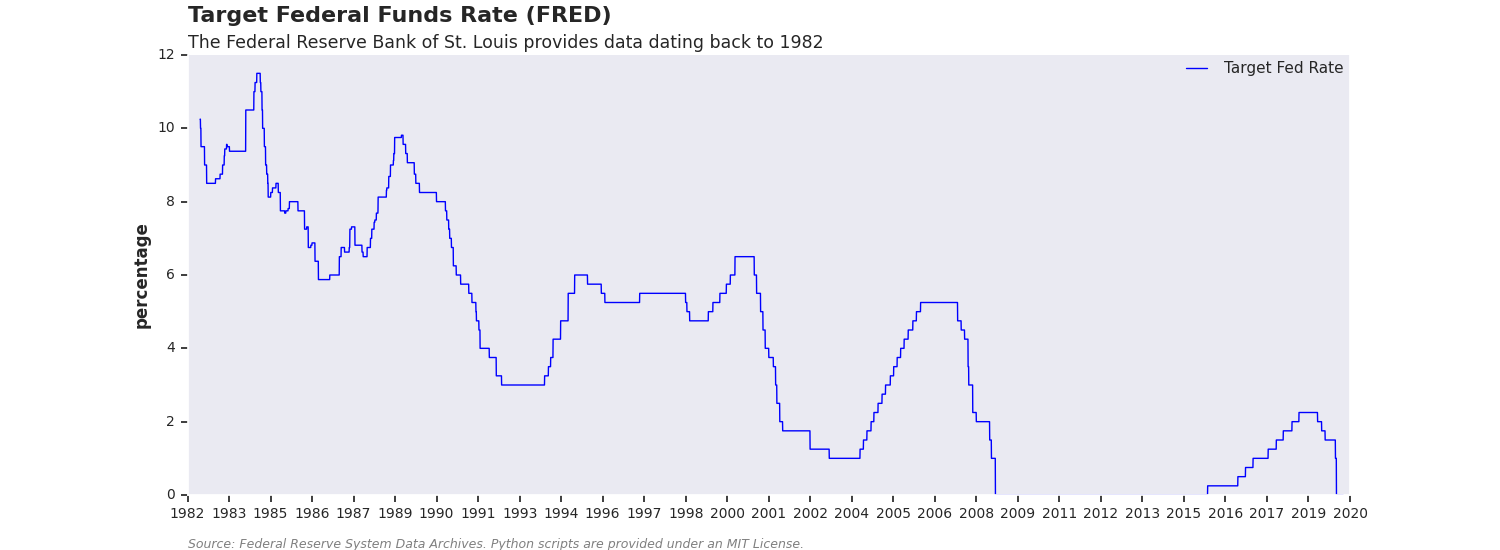 Target Federal Funds Rate (FRED)
The Federal Reserve Bank of St. Louis provides data dating back to 1982
Target Fed Rate
percentage
12
10
8
6
4
2
0
1982 1983 1985 1986 1987 1989 1990 1991 1993 1994 1996 1997 1998 2000 2001 2002 2004 2005 2006 2008 2009 2011 2012 2013 2015 2016 2017 2019 2020
Source: Federal Reserve System Data Archives. Python scripts are provided under an MIT License.